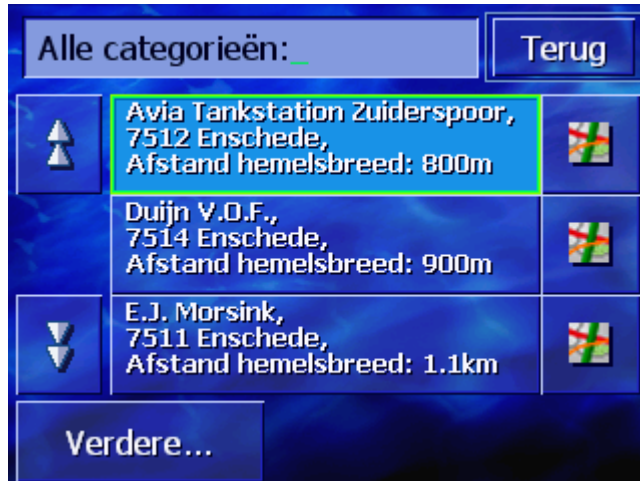 Alle categorieën:_
Terug
Avia Tankstation Zuiderspoor,
7512 Enschede,
Afstand hemelsbreed: 800m
Duijn V.O.F.,
7514 Enschede,
Afstand hemelsbreed: 900m
E.J. Morsink,
7511 Enschede,
Afstand hemelsbreed: 1.1km
Verdere...